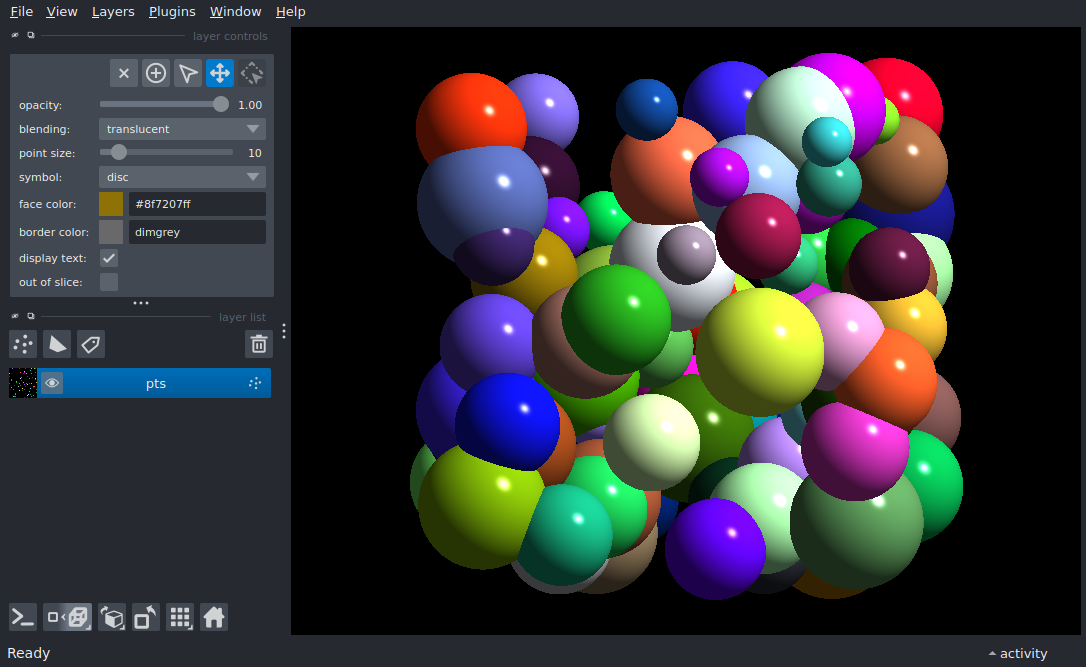 File View Layers Plugins Window Help
layer controls
opacity: 1.00
blending: translucent
point size: 10
symbol: disc
face color: #8f7207ff
border color: dimgrey
display text:
out of slice:
layer list
pts
Ready
activity